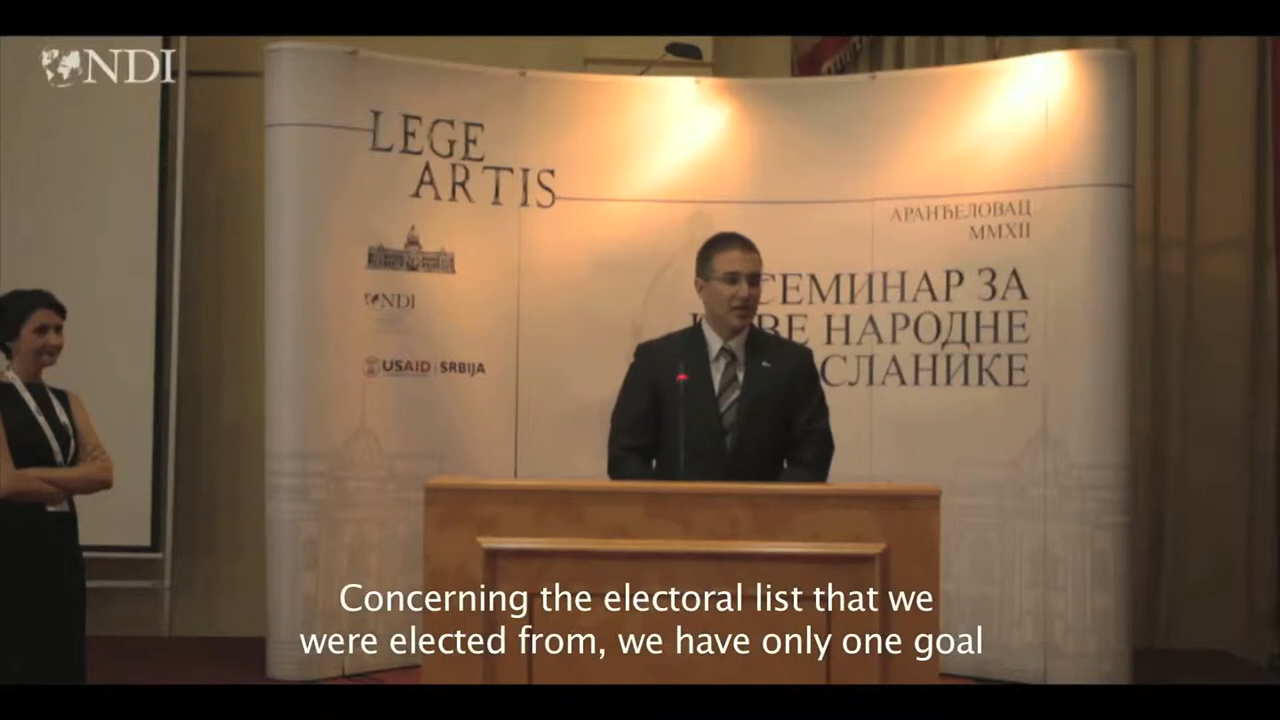 NDI
LEGE
ARTIS
АРАНЂЕЛОВАЦ
MMXII
СЕМИНАР ЗА
НАРОДНЕ
NDI
USAID SRBIJA
Concerning the electoral list that we
were elected from, we have only one goal